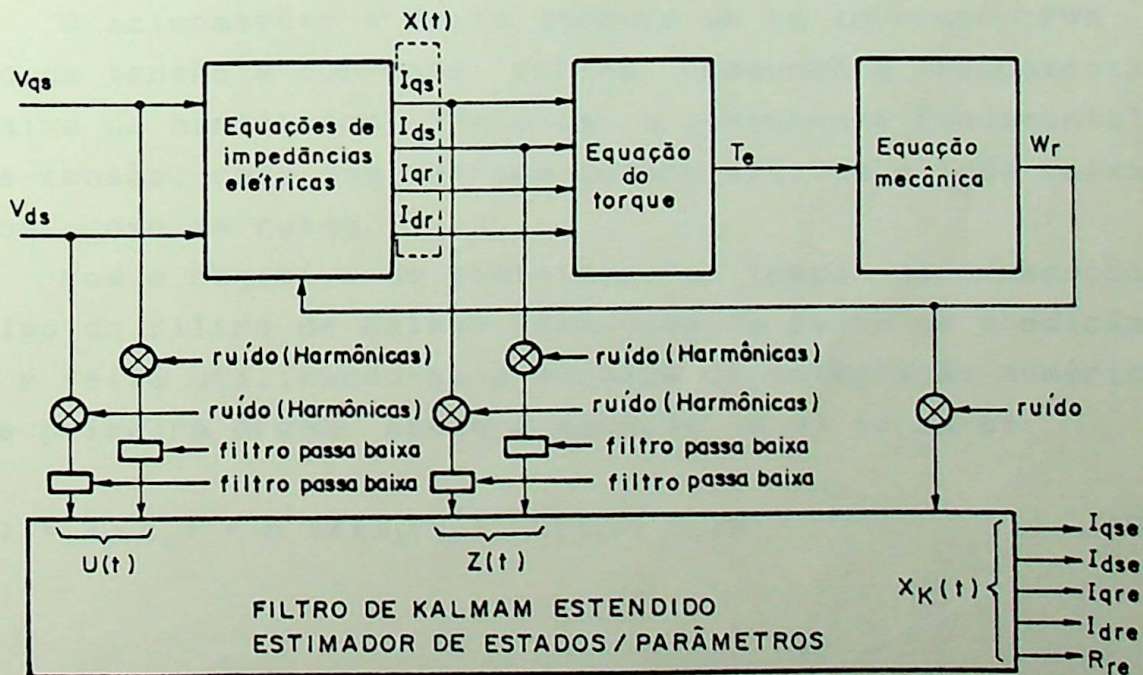 X(t)
Vqs
Iqs
Ids
Iqr
Idr
Vds
Equações de
impedâncias
elétricas
Equação
do
torque
Te
Equação
mecânica
Wr
ruído (Harmônicas)
ruído (Harmônicas)
ruído (Harmônicas)
ruído (Harmônicas)
ruído
filtro passa baixa
filtro passa baixa
filtro passa baixa
filtro passa baixa
U(t)
Z(t)
XK(t)
Iqse
Idse
Iqre
Idre
Rre
FILTRO DE KALMAM ESTENDIDO
ESTIMADOR DE ESTADOS/PARÂMETROS